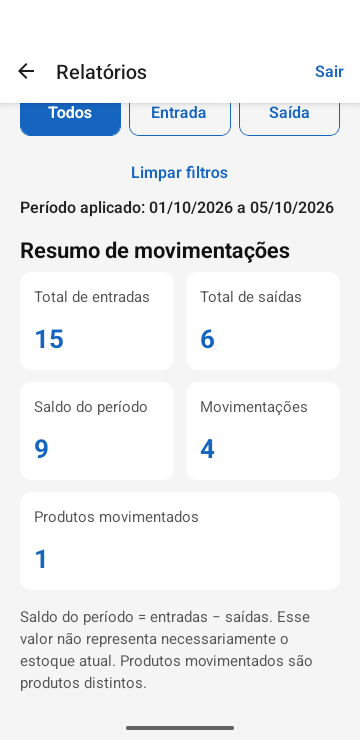 Relatórios
Sair
Todos
Entrada
Saída
Limpar filtros
Período aplicado: 01/10/2026 a 05/10/2026
Resumo de movimentações
Total de entradas
15
Total de saídas
6
Saldo do período
9
Movimentações
4
Produtos movimentados
1
Saldo do período = entradas − saídas. Esse
valor não representa necessariamente o
estoque atual. Produtos movimentados são
produtos distintos.